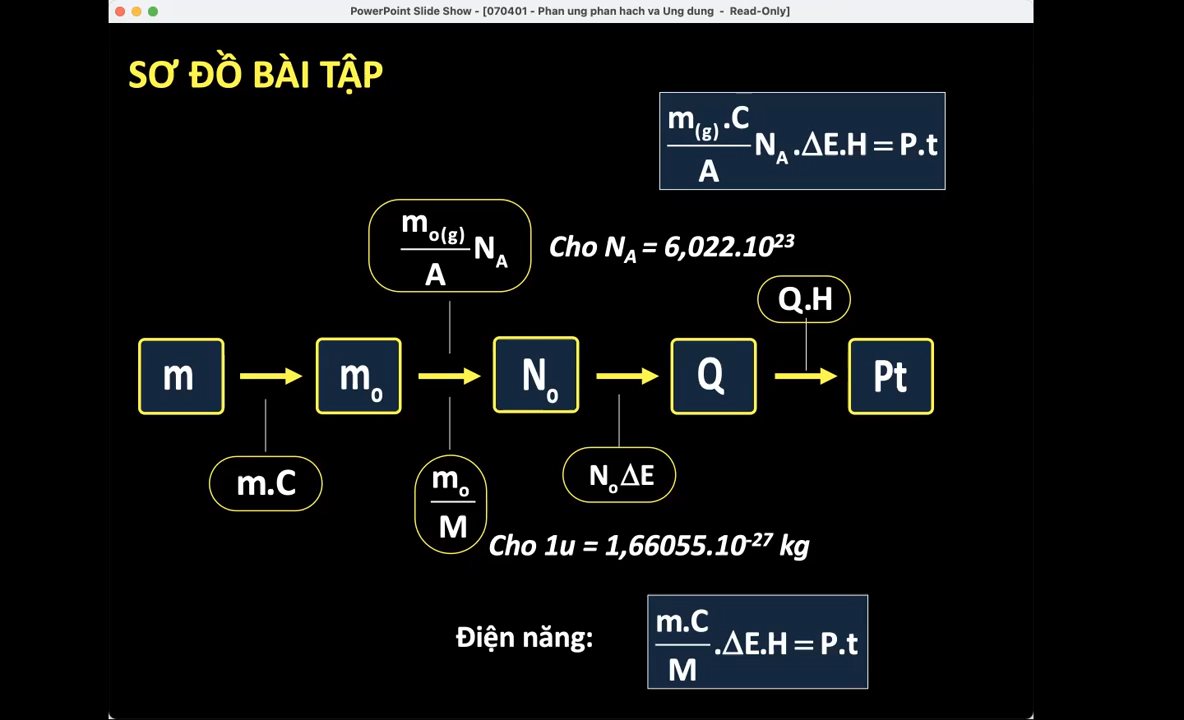 PowerPoint Slide Show - [070401 - Phan ung phan hach va Ung dung - Read-Only]
SƠ ĐỒ BÀI TẬP
m(g).C
A
NA.ΔE.H = P.t
mo(g)
A
NA
Cho NA = 6,022.10²³
Q.H
m
mo
No
Q
Pt
m.C
mo
M
NoΔE
Cho 1u = 1,66055.10⁻²⁷ kg
Điện năng:
m.C
M
.ΔE.H = P.t